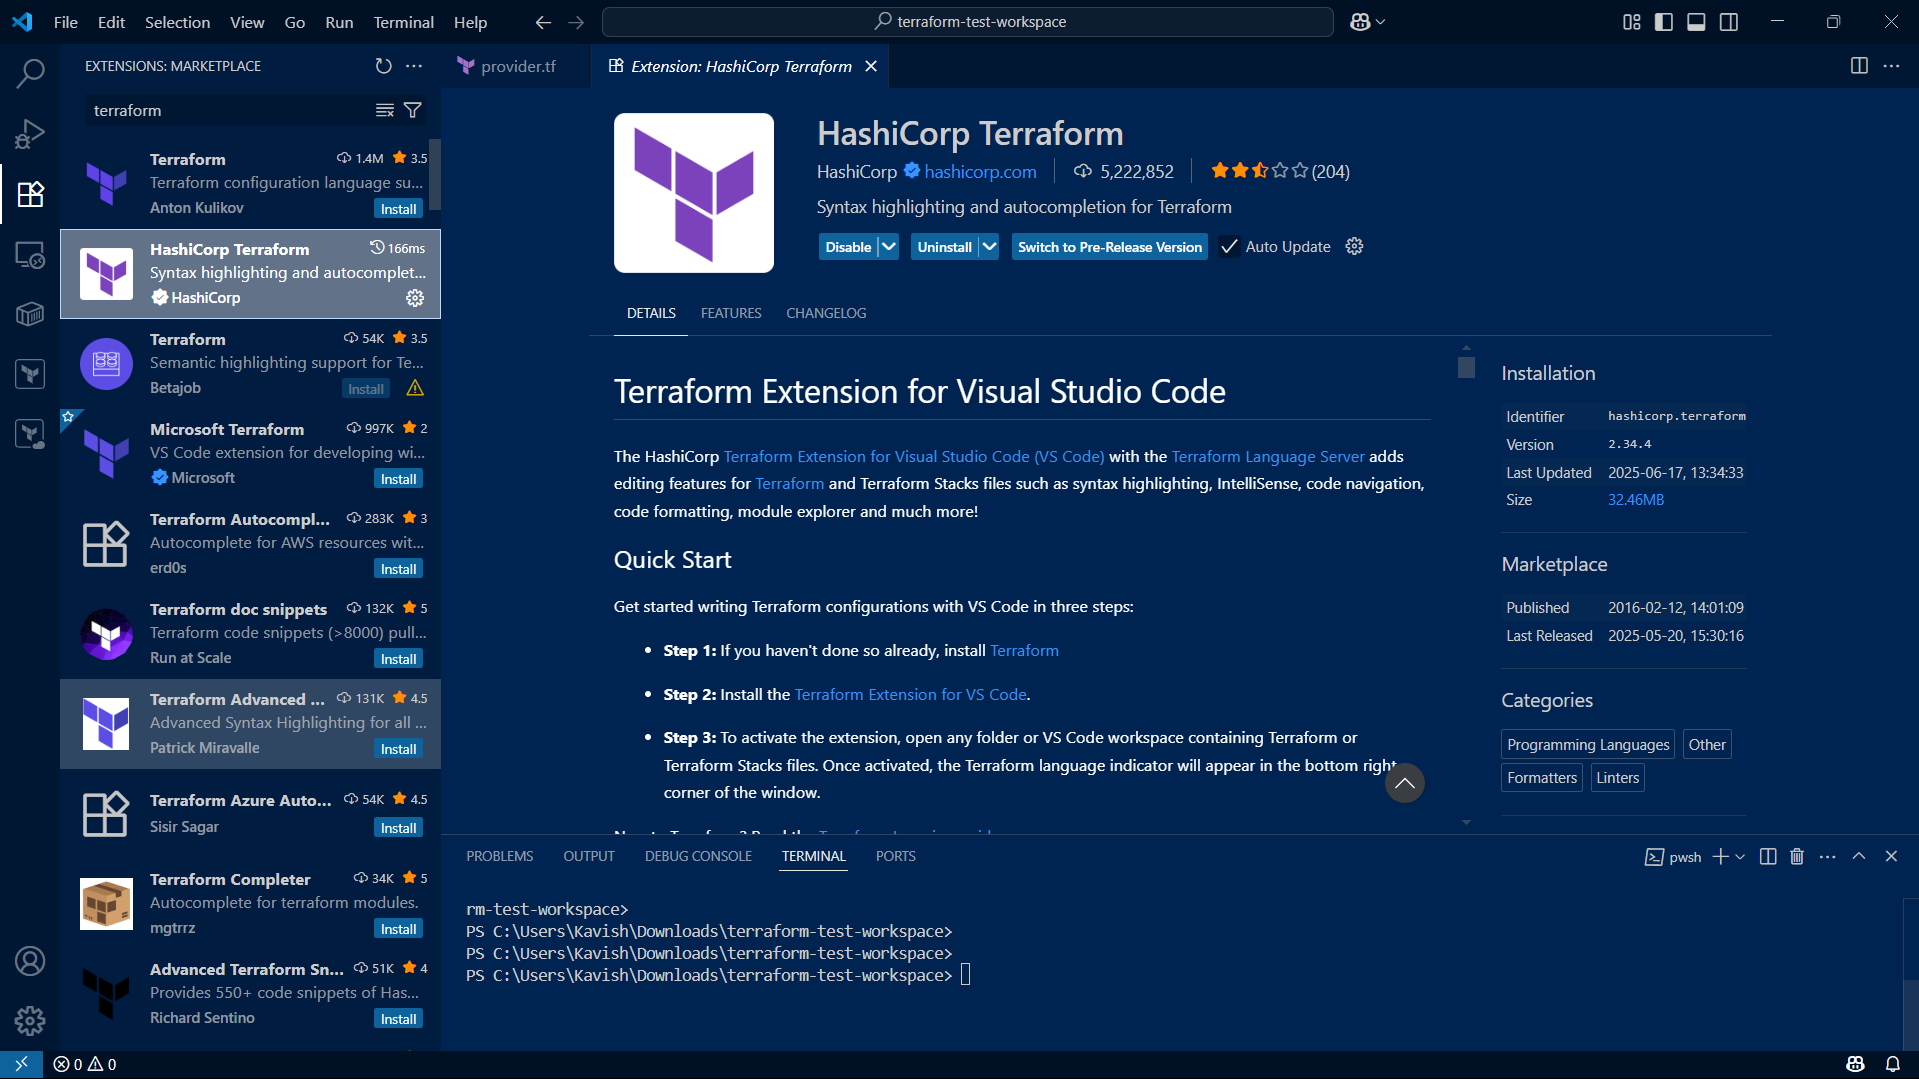 File Edit Selection View Go Run Terminal Help
terraform-test-workspace
EXTENSIONS: MARKETPLACE
terraform
Terraform 1.4M 3.5
Terraform configuration language su...
Anton Kulikov Install
HashiCorp Terraform 166ms
Syntax highlighting and autocomplet...
HashiCorp
Terraform 54K 3.5
Semantic highlighting support for Te...
Betajob Install
Microsoft Terraform 997K 2
VS Code extension for developing wi...
Microsoft Install
Terraform Autocompl... 283K 3
Autocomplete for AWS resources wit...
erd0s Install
Terraform doc snippets 132K 5
Terraform code snippets (>8000) pull...
Run at Scale Install
Terraform Advanced ... 131K 4.5
Advanced Syntax Highlighting for all ...
Patrick Miravalle Install
Terraform Azure Auto... 54K 4.5
Sisir Sagar Install
Terraform Completer 34K 5
Autocomplete for terraform modules.
mgtrrz Install
Advanced Terraform Sn... 51K 4
Provides 550+ code snippets of Has...
Richard Sentino Install
provider.tf
Extension: HashiCorp Terraform
HashiCorp Terraform
HashiCorp hashicorp.com 5,222,852 (204)
Syntax highlighting and autocompletion for Terraform
Disable Uninstall Switch to Pre-Release Version Auto Update
DETAILS FEATURES CHANGELOG
Terraform Extension for Visual Studio Code
The HashiCorp Terraform Extension for Visual Studio Code (VS Code) with the Terraform Language Server adds
editing features for Terraform and Terraform Stacks files such as syntax highlighting, IntelliSense, code navigation,
code formatting, module explorer and much more!
Quick Start
Get started writing Terraform configurations with VS Code in three steps:
• Step 1: If you haven't done so already, install Terraform
• Step 2: Install the Terraform Extension for VS Code.
• Step 3: To activate the extension, open any folder or VS Code workspace containing Terraform or
Terraform Stacks files. Once activated, the Terraform language indicator will appear in the bottom right
corner of the window.
Installation
Identifier hashicorp.terraform
Version 2.34.4
Last Updated 2025-06-17, 13:34:33
Size 32.46MB
Marketplace
Published 2016-02-12, 14:01:09
Last Released 2025-05-20, 15:30:16
Categories
Programming Languages Other
Formatters Linters
PROBLEMS OUTPUT DEBUG CONSOLE TERMINAL PORTS
pwsh
rm-test-workspace>
PS C:\Users\Kavish\Downloads\terraform-test-workspace>
PS C:\Users\Kavish\Downloads\terraform-test-workspace>
PS C:\Users\Kavish\Downloads\terraform-test-workspace>
0 0